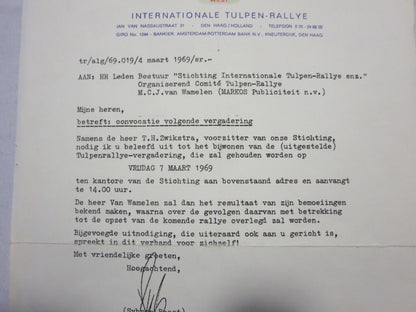 INTERNATIONALE TULPEN-RALLYE
JAN VAN NASSAUSTRAAT 21 - DEN HAAG / HOLLAND - TELEFOON
GIRO No. 1284 - BANKIER: AMSTERDAM-ROTTERDAM BANK N.V., KNEUTERDIJK, DEN HAAG
tr/alg/69.019/4 maart 1969/sr.-
AAN: HH Leden Bestuur "Stichting Internationale Tulpen-Rallye enz."
Organiserend Comité Tulpen-Rallye
M.C.J.van Wamelen (MARKOS Publiciteit n.v.)
Mijne heren,
betreft: convocatie volgende vergadering
Namens de heer T.H.Zwikstra, voorzitter van onze Stichting,
nodig ik u beleefd uit tot het bijwonen van de (uitgestelde)
Tulpenrallye-vergadering, die zal gehouden worden op
VRIJDAG 7 MAART 1969
ten kantore van de Stichting aan bovenstaand adres en aanvangt
te 14.00 uur.
De heer Van Wamelen zal dan het resultaat van zijn bemoeiingen
bekend maken, waarna over de gevolgen daarvan met betrekking
tot de opzet van de komende rallye overlegd zal worden.
Bijgevoegde uitnodiging, die uiteraard ook aan u gericht is,
spreekt in dit verband voor zichzelf!
Met vriendelijke groeten,
Hoogachtend,